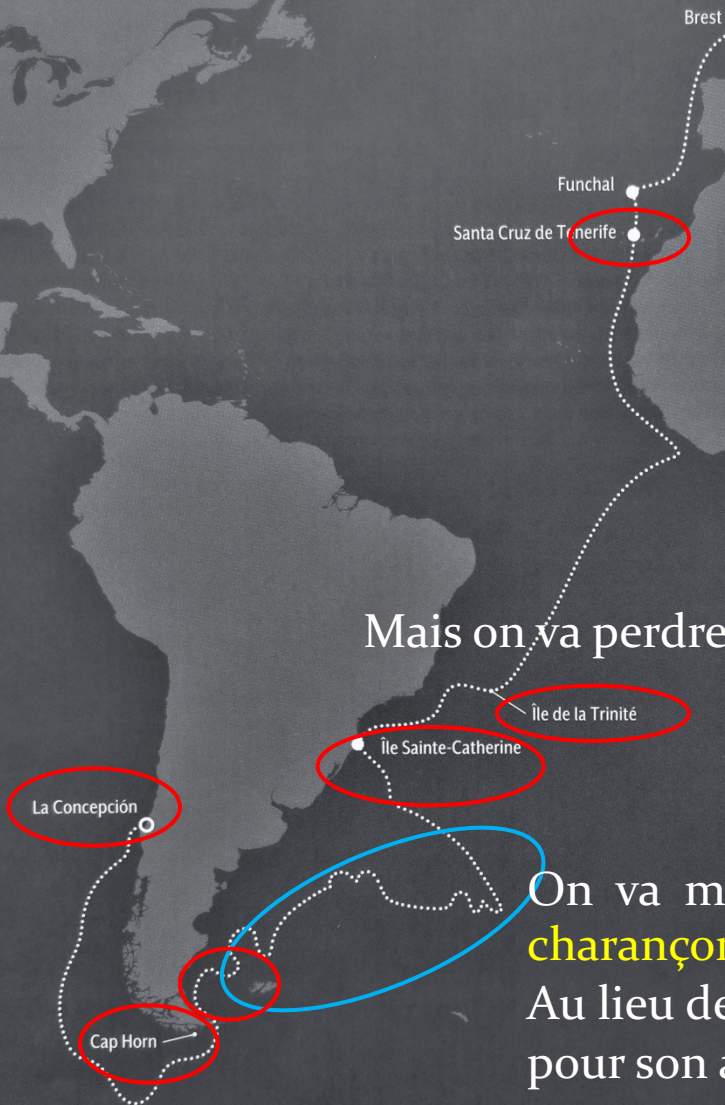 Brest
Funchal
Santa Cruz de Tenerife
Mais on va perdre
Île de la Trinité
Île Sainte-Catherine
La Concepción
On va m
charançon
Au lieu de
pour son a
Cap Horn